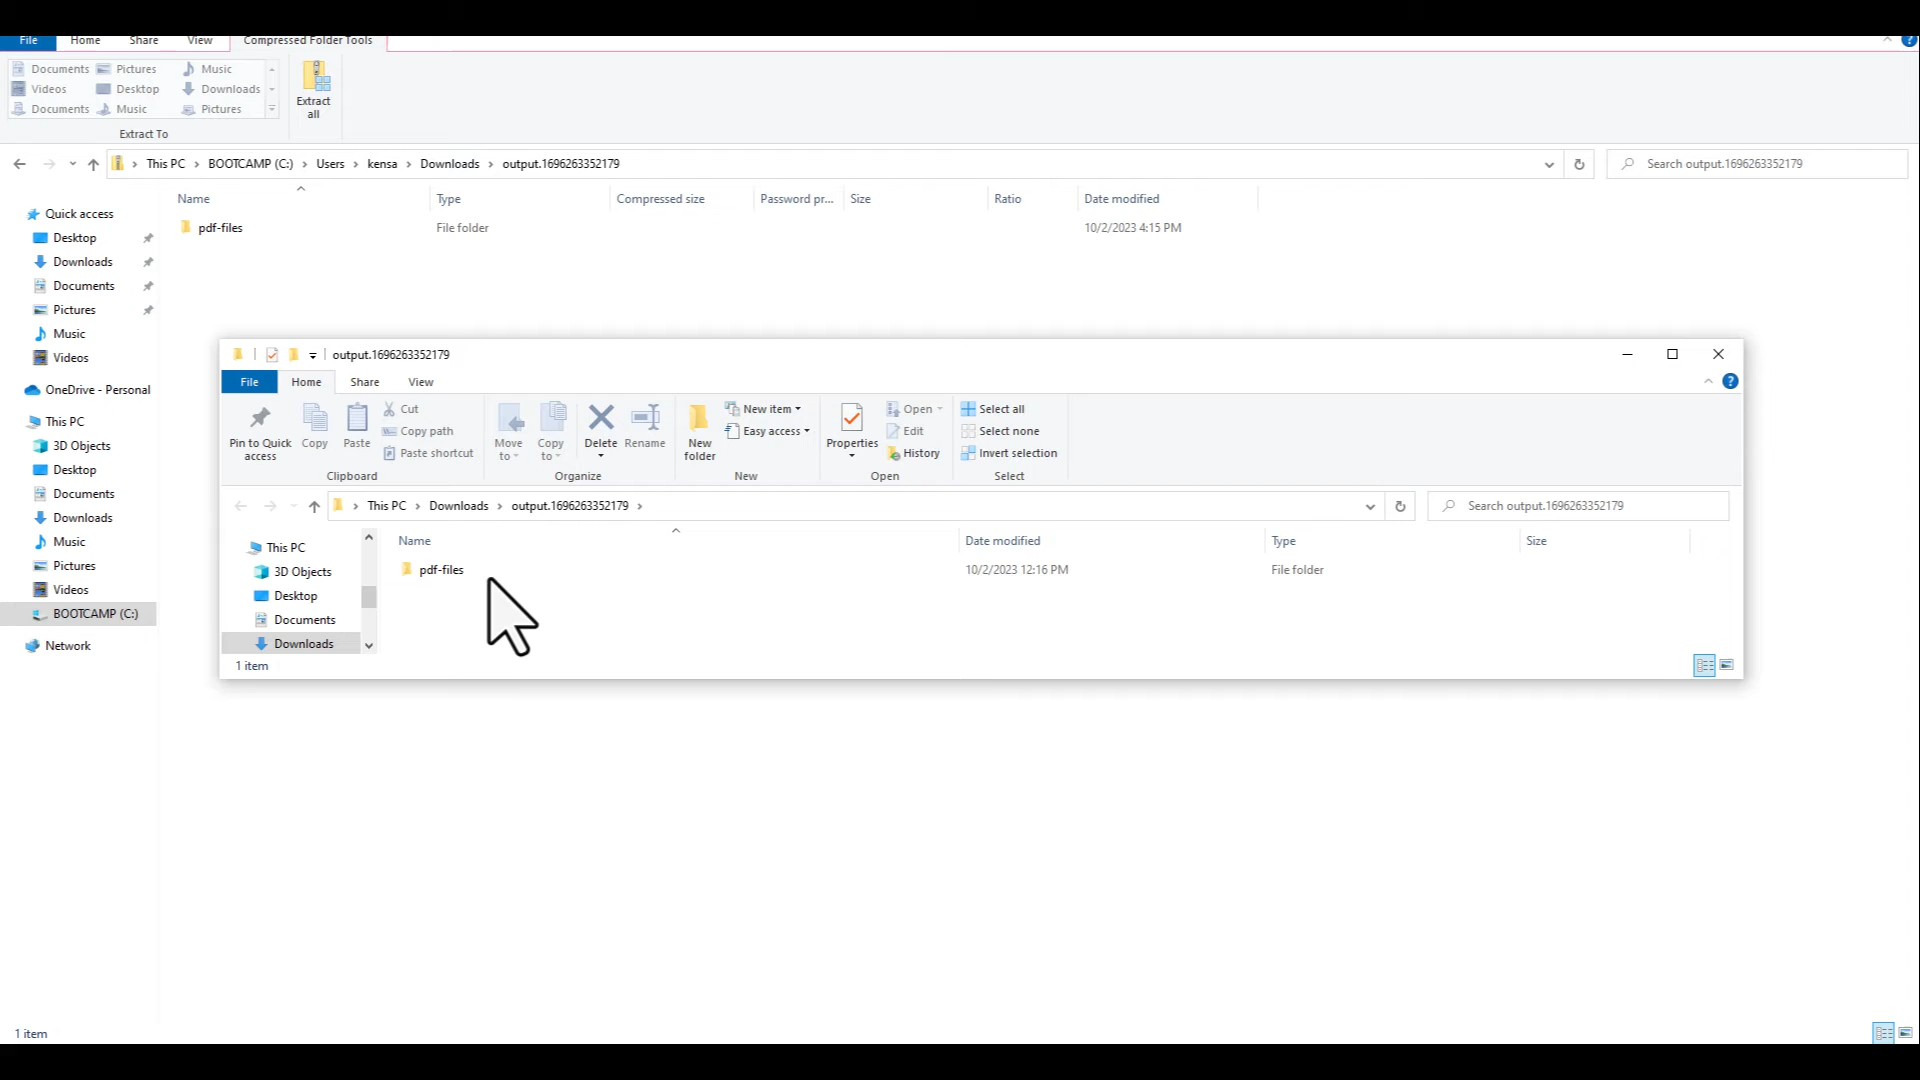 File Home Share View Compressed Folder Tools
Documents Pictures Music
Videos Desktop Downloads
Documents Music Pictures
Extract all
Extract To
This PC > BOOTCAMP (C:) > Users > kensa > Downloads > output.1696263352179
Search output.1696263352179
Name Type Compressed size Password pr... Size Ratio Date modified
pdf-files File folder 10/2/2023 4:15 PM
Quick access
Desktop
Downloads
Documents
Pictures
Music
Videos
OneDrive - Personal
This PC
3D Objects
Desktop
Documents
Downloads
Music
Pictures
Videos
BOOTCAMP (C:)
Network
1 item
output.1696263352179
File Home Share View
Pin to Quick access
Copy
Paste
Cut
Copy path
Paste shortcut
Clipboard
Move to
Copy to
Delete
Rename
Organize
New folder
New item
Easy access
New
Properties
Open
Edit
History
Open
Select all
Select none
Invert selection
Select
This PC > Downloads > output.1696263352179 >
Search output.1696263352179
Name Date modified Type Size
pdf-files 10/2/2023 12:16 PM File folder
This PC
3D Objects
Desktop
Documents
Downloads
1 item